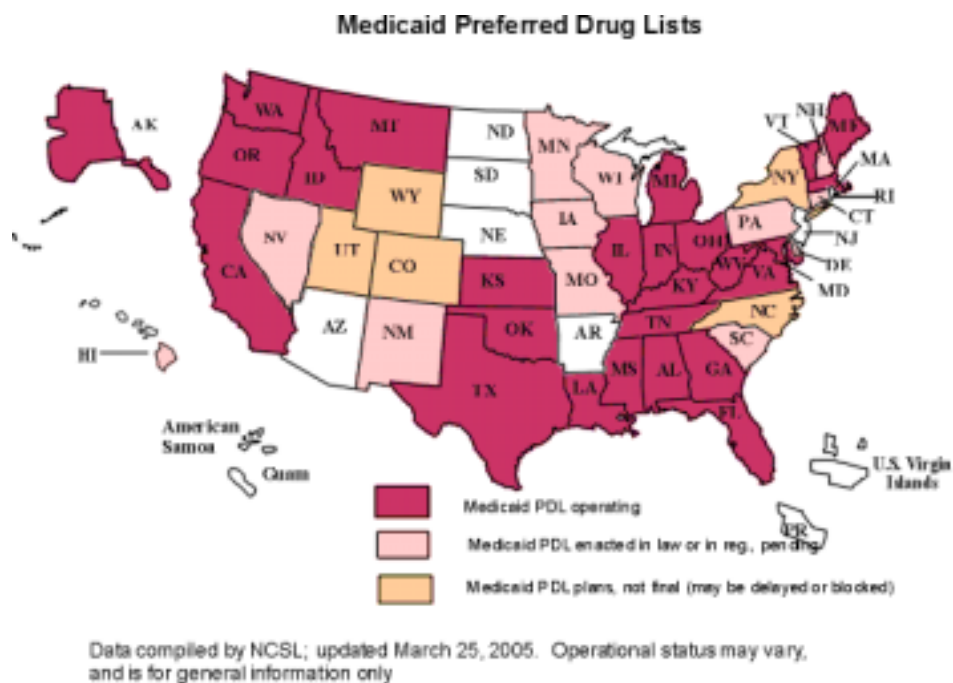 Medicaid Preferred Drug Lists
AK
WA
MT
ND
MN
VT
NH
ME
OR
ID
SD
WI
MI
NY
MA
RI
CT
WY
NE
IA
PA
NJ
NV
UT
CO
KS
MO
IL
IN
OH
WV
VA
DE
MD
CA
KY
AZ
NM
OK
AR
TN
NC
SC
HI
TX
LA
MS
AL
GA
FL
American
Samoa
Guam
U.S. Virgin
Islands
PR
Medicaid PDL operating
Medicaid PDL enacted in law or in reg., pending
Medicaid PDL plans, not final (may be delayed or blocked)
Data compiled by NCSL; updated March 25, 2005. Operational status may vary,
and is for general information only